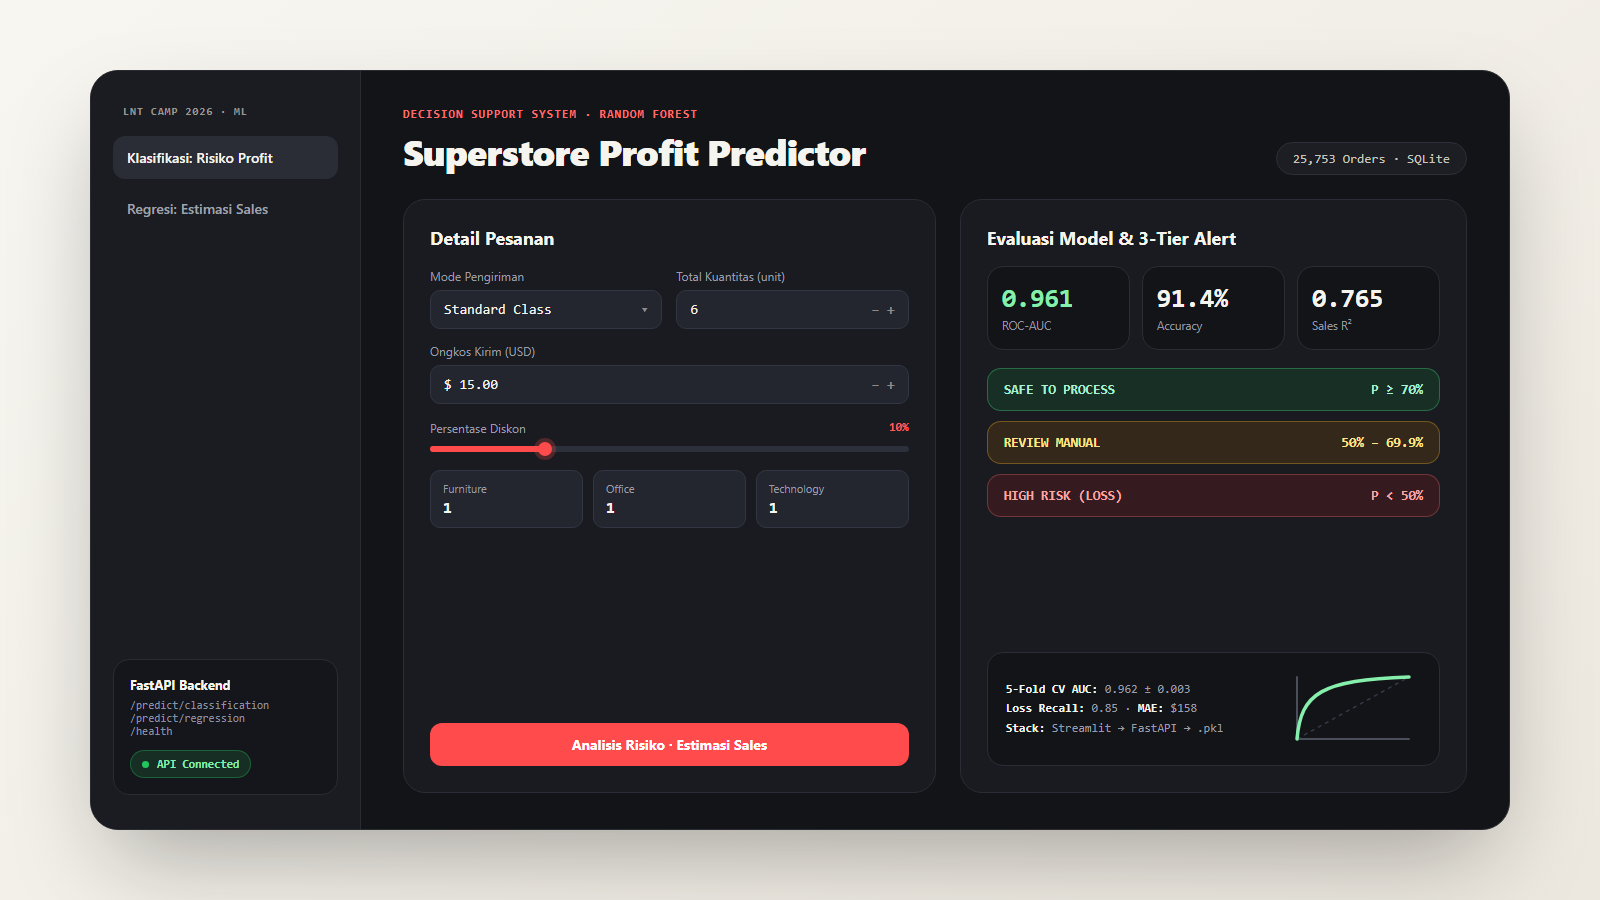 LNT CAMP 2026 · ML
Klasifikasi: Risiko Profit
Regresi: Estimasi Sales
FastAPI Backend
/predict/classification
/predict/regression
/health
API Connected
DECISION SUPPORT SYSTEM · RANDOM FOREST
Superstore Profit Predictor
25,753 Orders · SQLite
Detail Pesanan
Mode Pengiriman
Standard Class
Total Kuantitas (unit)
6
− +
Ongkos Kirim (USD)
$ 15.00
− +
Persentase Diskon
10%
Furniture
1
Office
1
Technology
1
Analisis Risiko · Estimasi Sales
Evaluasi Model & 3-Tier Alert
0.961
ROC-AUC
91.4%
Accuracy
0.765
Sales R²
SAFE TO PROCESS
P ≥ 70%
REVIEW MANUAL
50% – 69.9%
HIGH RISK (LOSS)
P < 50%
5-Fold CV AUC: 0.962 ± 0.003
Loss Recall: 0.85 · MAE: $158
Stack: Streamlit → FastAPI → .pkl